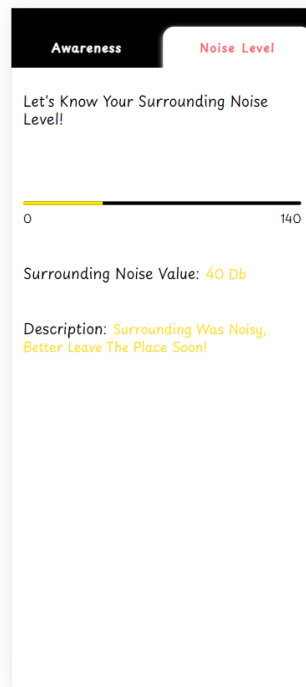 Awareness
Noise Level
Let's Know Your Surrounding Noise
Level!
0
140
Surrounding Noise Value: 40 Db
Description: Surrounding Was Noisy,
Better Leave The Place Soon!